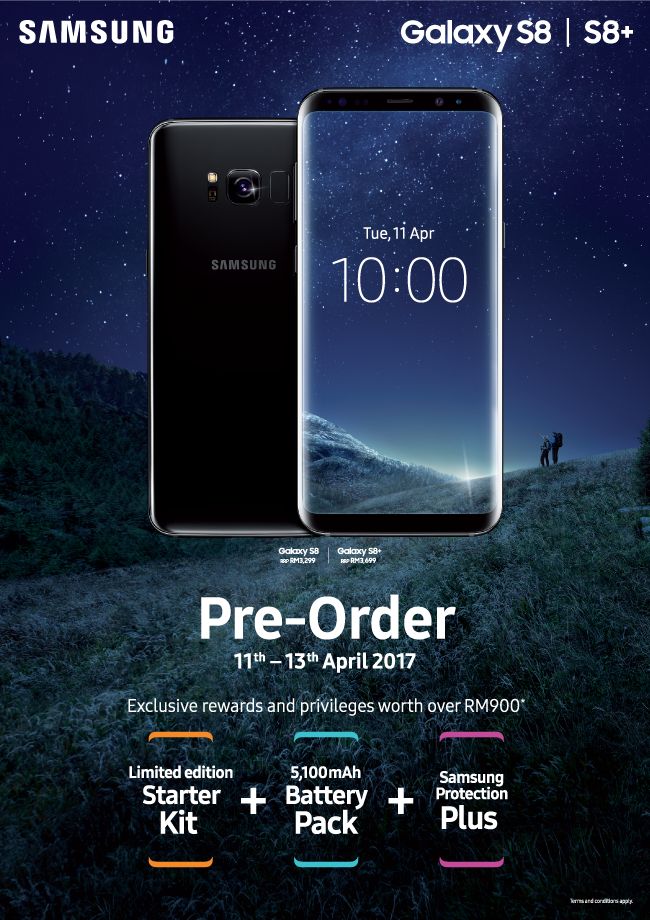 SAMSUNG
Galaxy S8 | S8+
Tue, 11 Apr
10:00
SAMSUNG
Galaxy S8 | Galaxy S8+
RRP RM3,299 | RRP RM3,699
Pre-Order
11th – 13th April 2017
Exclusive rewards and privileges worth over RM900*
Limited edition
Starter
Kit
+
5,100mAh
Battery
Pack
+
Samsung
Protection
Plus
Terms and conditions apply.